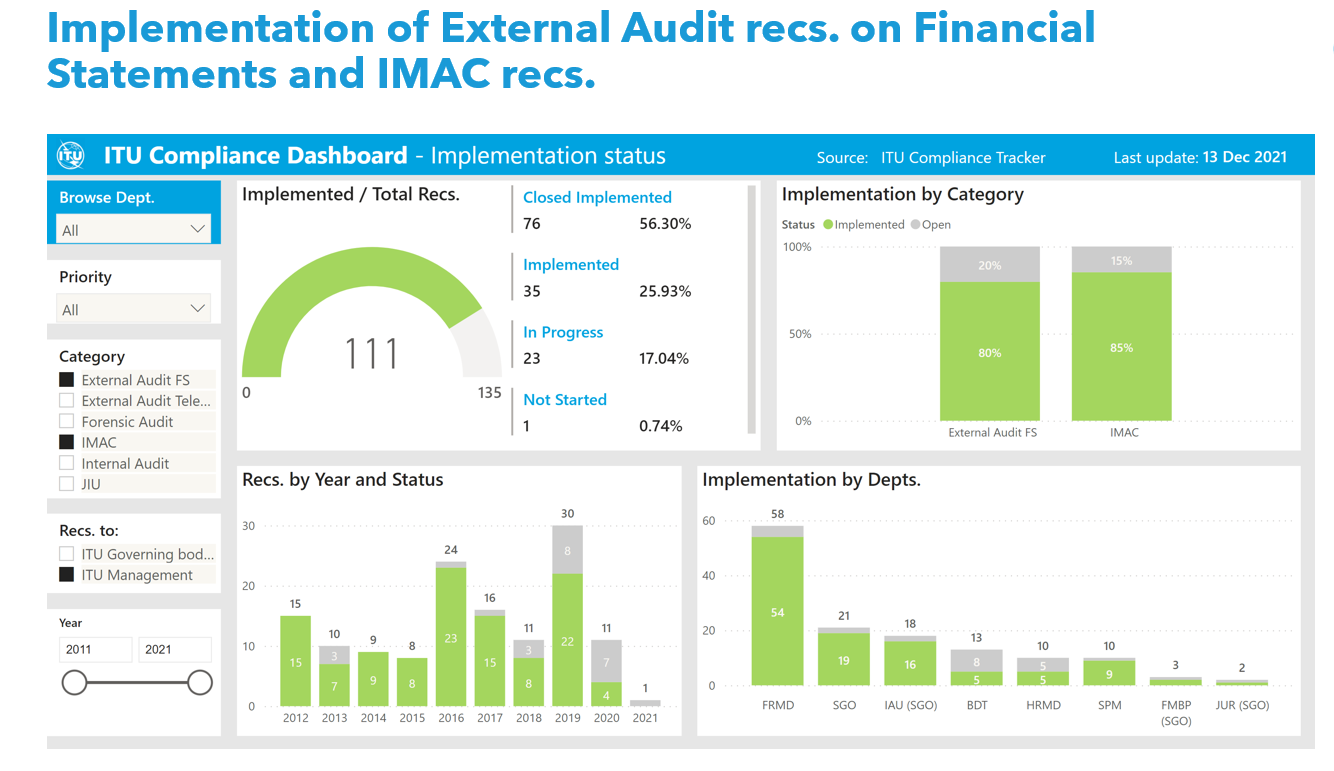 Implementation of External Audit recs. on Financial
Statements and IMAC recs.
ITU
ITU Compliance Dashboard - Implementation status
Source: ITU Compliance Tracker
Last update: 13 Dec 2021
Browse Dept.
All
Priority
All
Category
External Audit FS
External Audit Tele...
Forensic Audit
IMAC
Internal Audit
JIU
Recs. to:
ITU Governing bod...
ITU Management
Year
2011 2021
Implemented / Total Recs.
111
0 135
Closed Implemented
76 56.30%
Implemented
35 25.93%
In Progress
23 17.04%
Not Started
1 0.74%
Implementation by Category
Status Implemented Open
100%
50%
0%
20% 15%
80% 85%
External Audit FS IMAC
Recs. by Year and Status
30
20
10
0
15 10 9 8 24 16 11 30 11 1
3 3 8 7
15 7 9 8 23 15 8 22 4
2012 2013 2014 2015 2016 2017 2018 2019 2020 2021
Implementation by Depts.
60
40
20
0
58 21 18 13 10 10 3 2
8 5
54 19 16 5 5 9
FRMD SGO IAU (SGO) BDT HRMD SPM FMBP JUR (SGO)
(SGO)